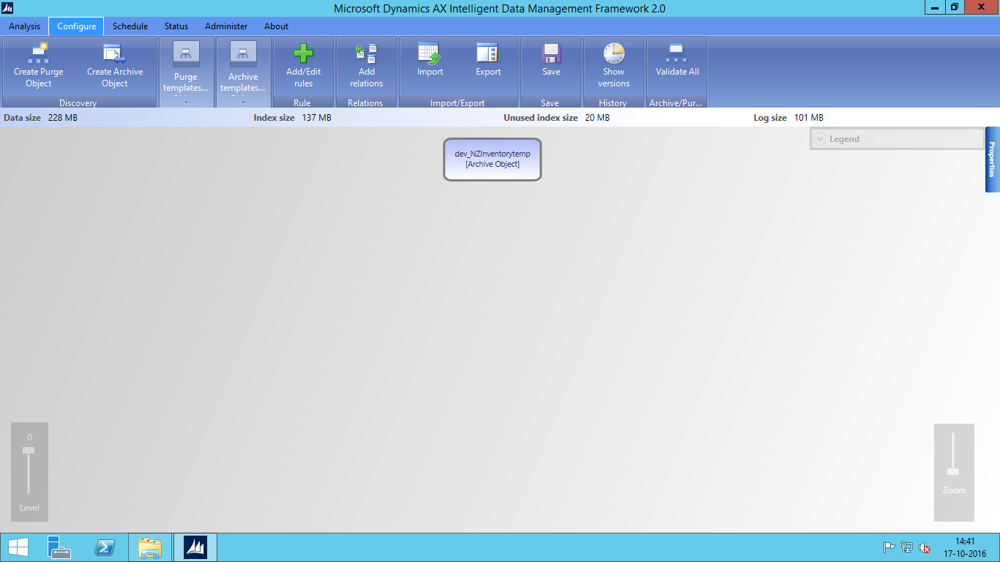 Microsoft Dynamics AX Intelligent Data Management Framework 2.0
Analysis Configure Schedule Status Administer About
Create Purge
Object
Create Archive
Object
Discovery
Purge
templates...
Archive
templates...
Add/Edit
rules
Rule
Add
relations
Relations
Import
Export
Import/Export
Save
Save
Show
versions
History
Validate All
Archive/Pur...
Data size 228 MB Index size 137 MB Unused index size 20 MB Log size 101 MB
dev_NZInventorytemp
[Archive Object]
Legend
Properties
0
Level
Zoom
14:41
17-10-2016